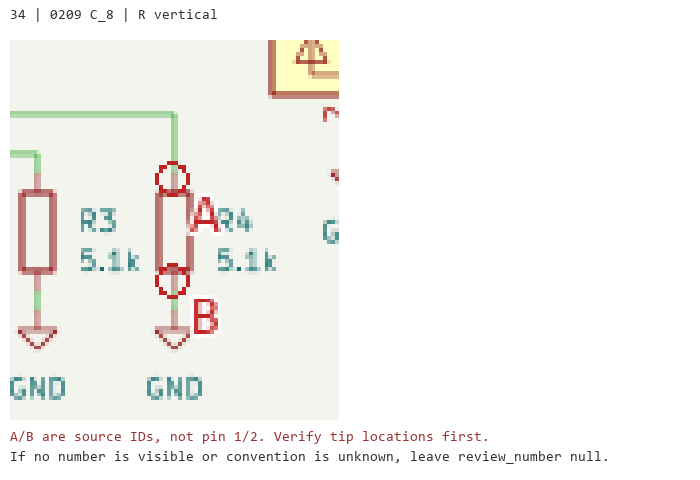 34 | 0209 C_8 | R vertical
R3
A
R4
5.1k
5.1k
B
GND
GND
A/B are source IDs, not pin 1/2. Verify tip locations first.
If no number is visible or convention is unknown, leave review_number null.